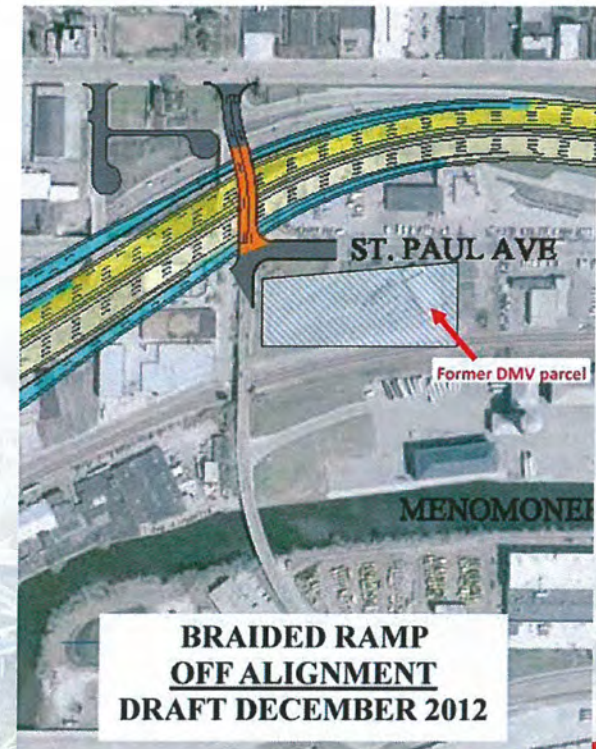 ST. PAUL AVE
Former DMV parcel
MENOMONEE
BRAIDED RAMP
OFF ALIGNMENT
DRAFT DECEMBER 2012